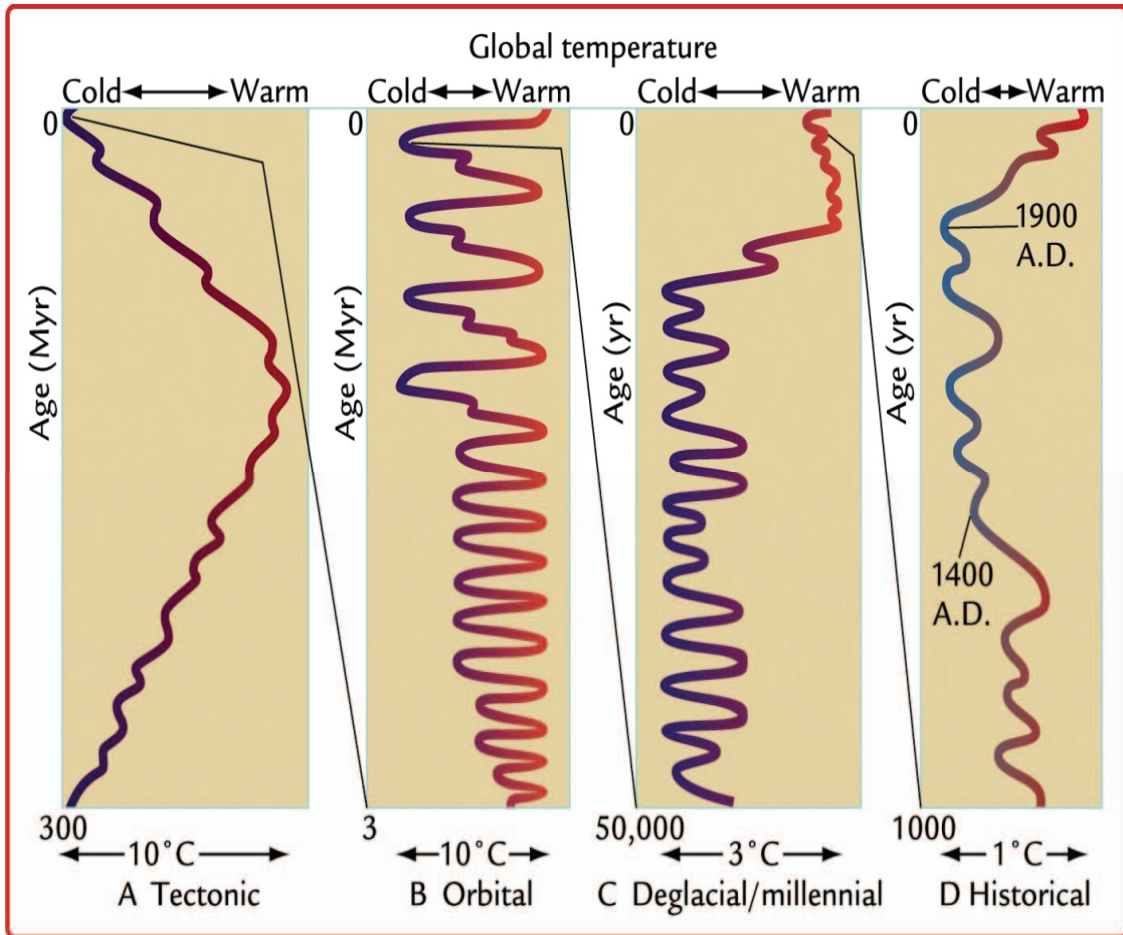 Global temperature
Cold Warm
Cold Warm
Cold Warm
Cold Warm
0
0
0
0
Age (Myr)
Age (Myr)
Age (yr)
Age (yr)
1900
A.D.
1400
A.D.
300
3
50,000
1000
10°C
10°C
3°C
1°C
A Tectonic
B Orbital
C Deglacial/millennial
D Historical